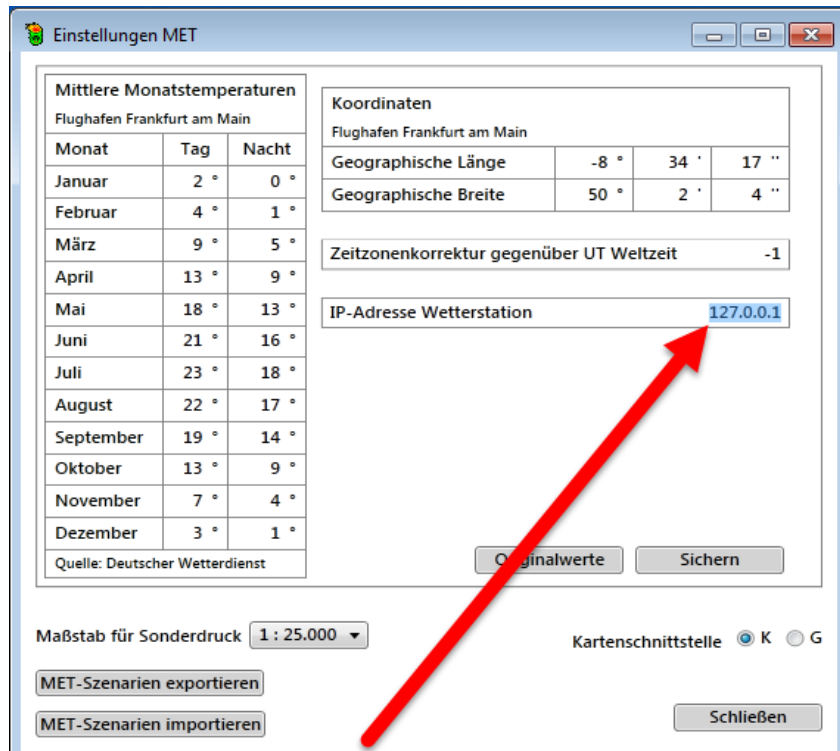 Einstellungen MET
Mittlere Monatstemperaturen
Flughafen Frankfurt am Main
Monat Tag Nacht
Januar 2 ° 0 °
Februar 4 ° 1 °
März 9 ° 5 °
April 13 ° 9 °
Mai 18 ° 13 °
Juni 21 ° 16 °
Juli 23 ° 18 °
August 22 ° 17 °
September 19 ° 14 °
Oktober 13 ° 9 °
November 7 ° 4 °
Dezember 3 ° 1 °
Quelle: Deutscher Wetterdienst
Koordinaten
Flughafen Frankfurt am Main
Geographische Länge -8 ° 34 ' 17 ''
Geographische Breite 50 ° 2 ' 4 ''
Zeitzonenkorrektur gegenüber UT Weltzeit -1
IP-Adresse Wetterstation 127.0.0.1
Originalwerte Sichern
Maßstab für Sonderdruck 1 : 25.000
Kartenschnittstelle K G
MET-Szenarien exportieren
MET-Szenarien importieren
Schließen